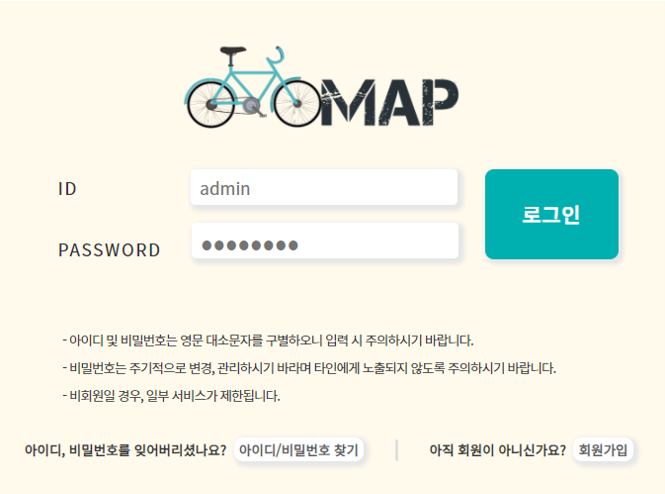 MAP
ID
admin
로그인
PASSWORD
●●●●●●●●
- 아이디 및 비밀번호는 영문 대소문자를 구별하오니 입력 시 주의하시기 바랍니다.
- 비밀번호는 주기적으로 변경, 관리하시기 바라며 타인에게 노출되지 않도록 주의하시기 바랍니다.
- 비회원일 경우, 일부 서비스가 제한됩니다.
아이디, 비밀번호를 잊어버리셨나요? 아이디/비밀번호 찾기 | 아직 회원이 아니신가요? 회원가입